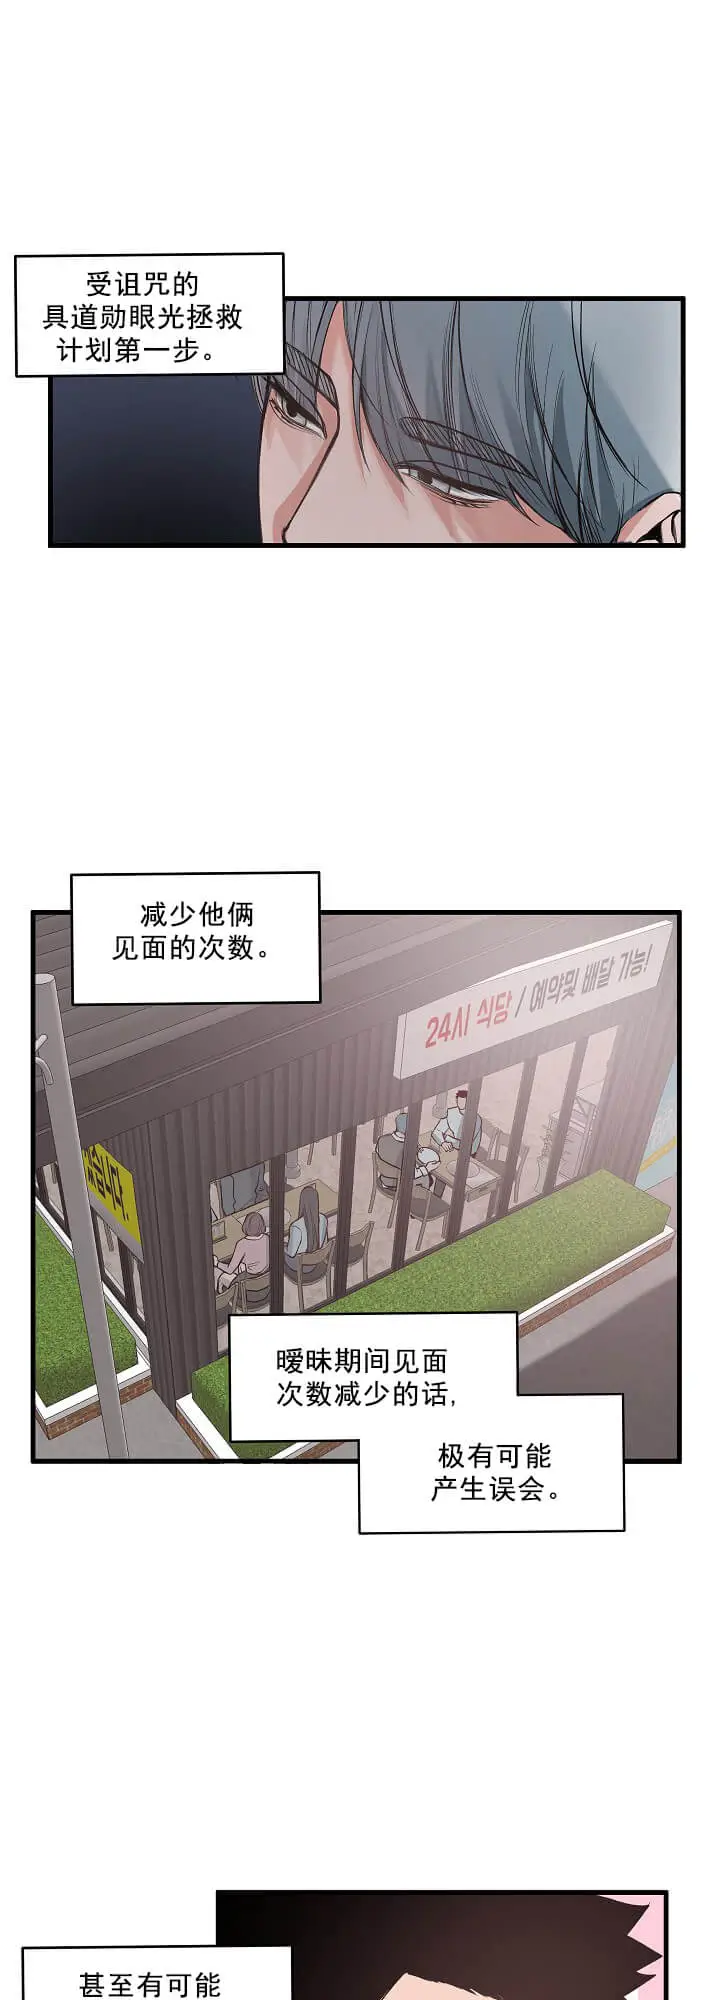 受诅咒的
具道勋眼光拯救
计划第一步。
减少他俩
见面的次数。
24시 식당 / 예약및 배달 가능!
暧昧期间见面
次数减少的话,
极有可能
产生误会。
甚至有可能